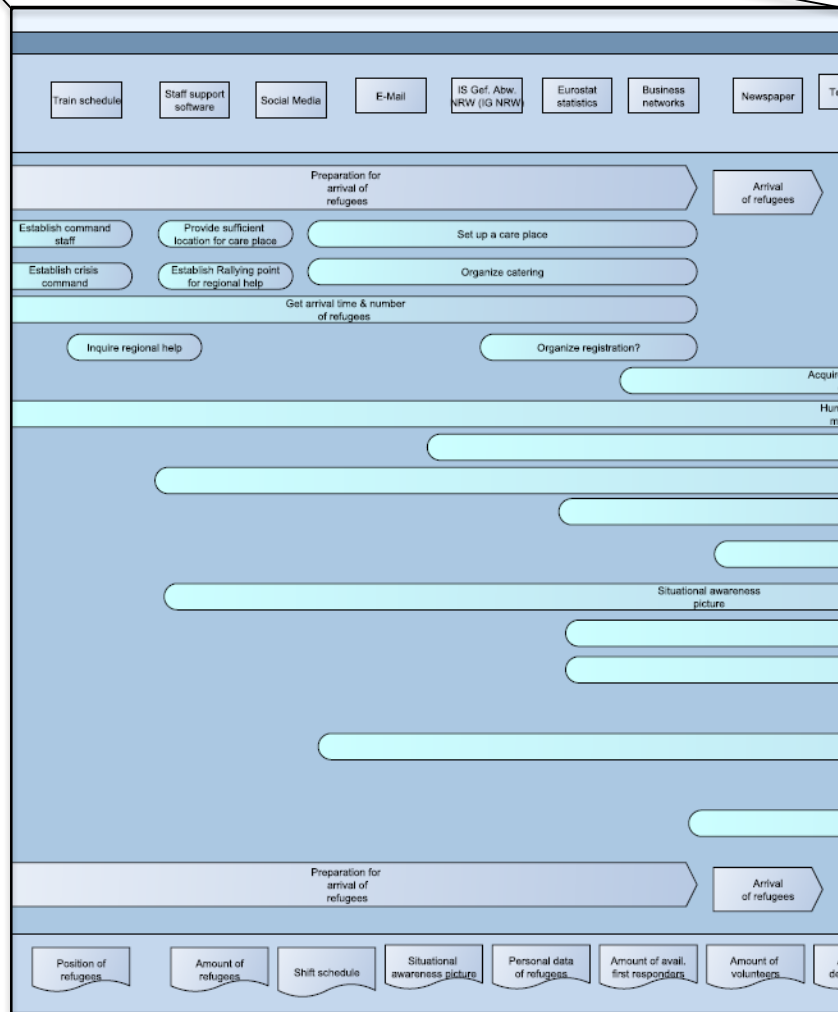 Train schedule
Staff support
software
Social Media
E-Mail
IS Gef. Abw.
NRW (IG NRW)
Eurostat
statistics
Business
networks
Newspaper
Preparation for
arrival of
refugees
Arrival
of refugees
Establish command
staff
Provide sufficient
location for care place
Set up a care place
Establish crisis
command
Establish Rallying point
for regional help
Organize catering
Get arrival time & number
of refugees
Inquire regional help
Organize registration?
Situational awareness
picture
Preparation for
arrival of
refugees
Arrival
of refugees
Position of
refugees
Amount of
refugees
Shift schedule
Situational
awareness picture
Personal data
of refugees
Amount of avail.
first responders
Amount of
volunteers